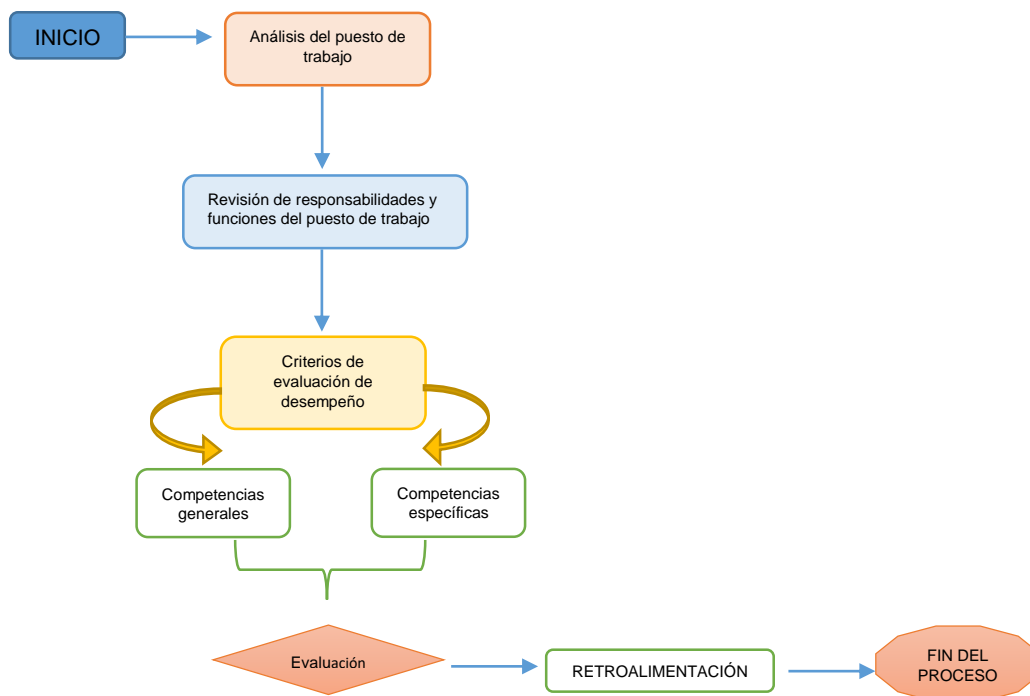 INICIO
Análisis del puesto de
trabajo
Revisión de responsabilidades y
funciones del puesto de trabajo
Criterios de
evaluación de
desempeño
Competencias
generales
Competencias
específicas
Evaluación
RETROALIMENTACIÓN
FIN DEL
PROCESO